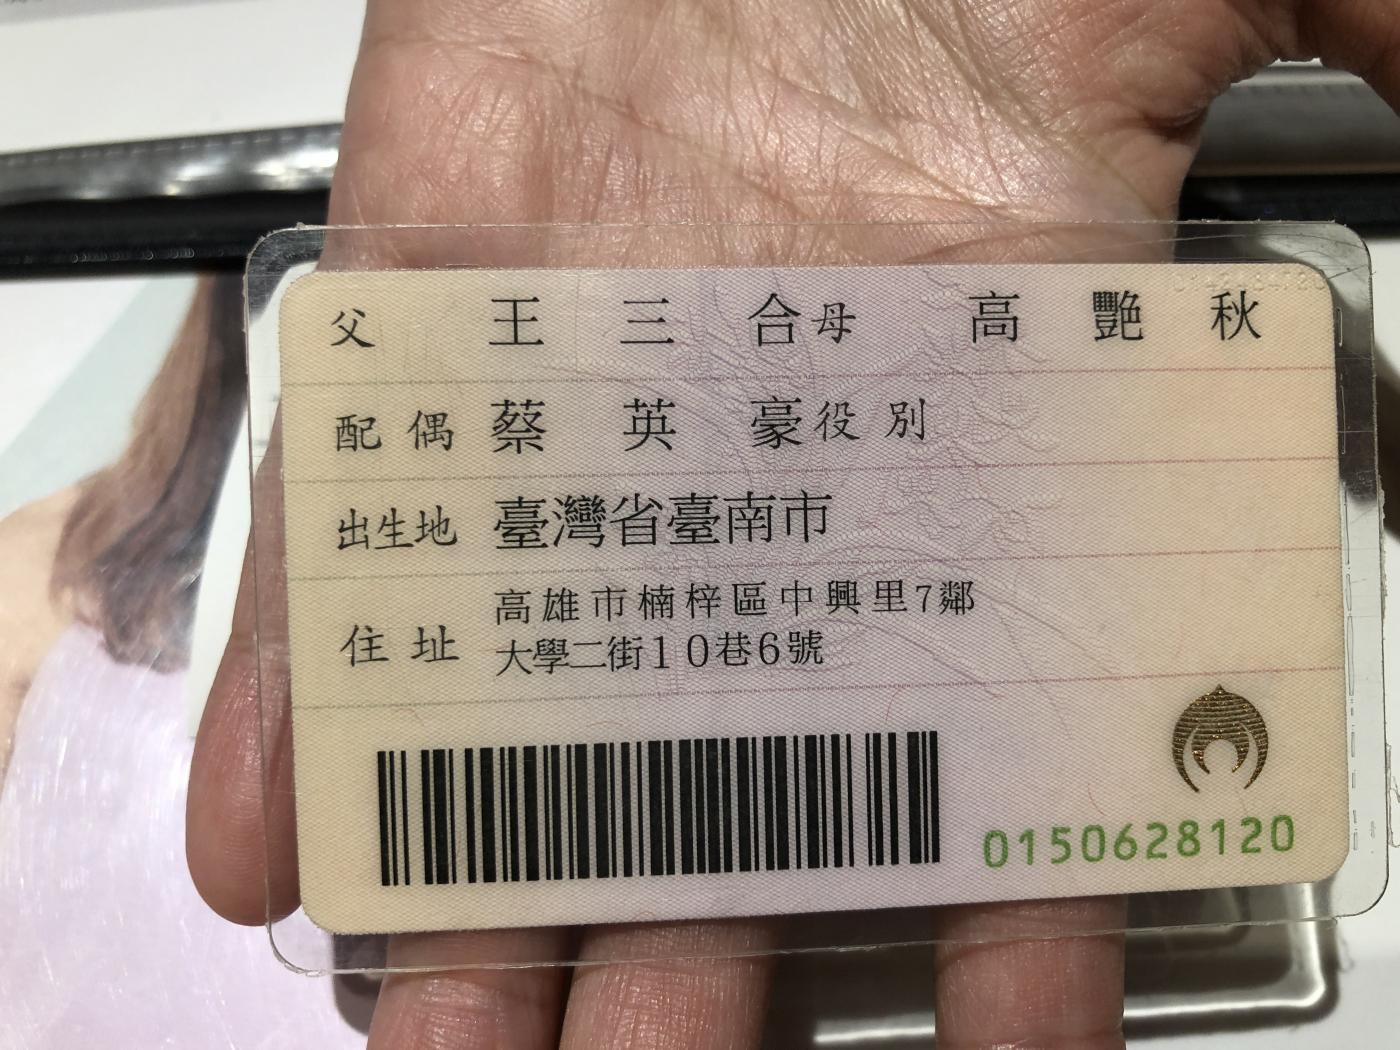 父 王三合 母 高艷秋
配偶 蔡英豪 役別
出生地 臺灣省臺南市
住址 高雄市楠梓區中興里7鄰
大學二街10巷6號
0150628120